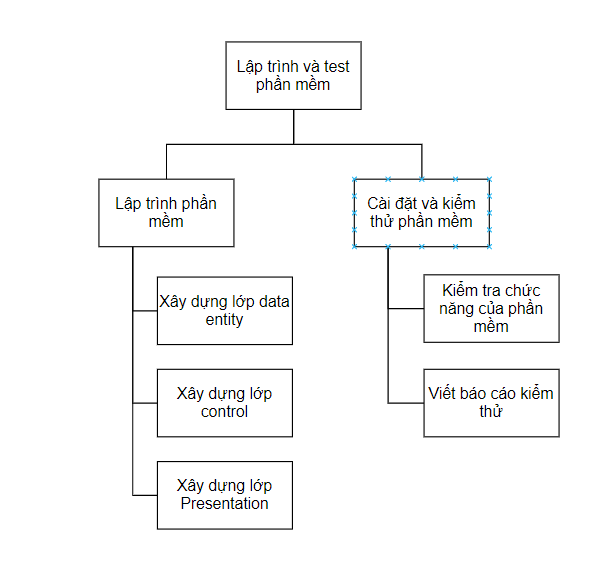 Lập trình và test
phần mềm
Lập trình phần
mềm
Cài đặt và kiểm
thử phần mềm
Xây dựng lớp data
entity
Xây dựng lớp
control
Xây dựng lớp
Presentation
Kiểm tra chức
năng của phần
mềm
Viết báo cáo kiểm
thử